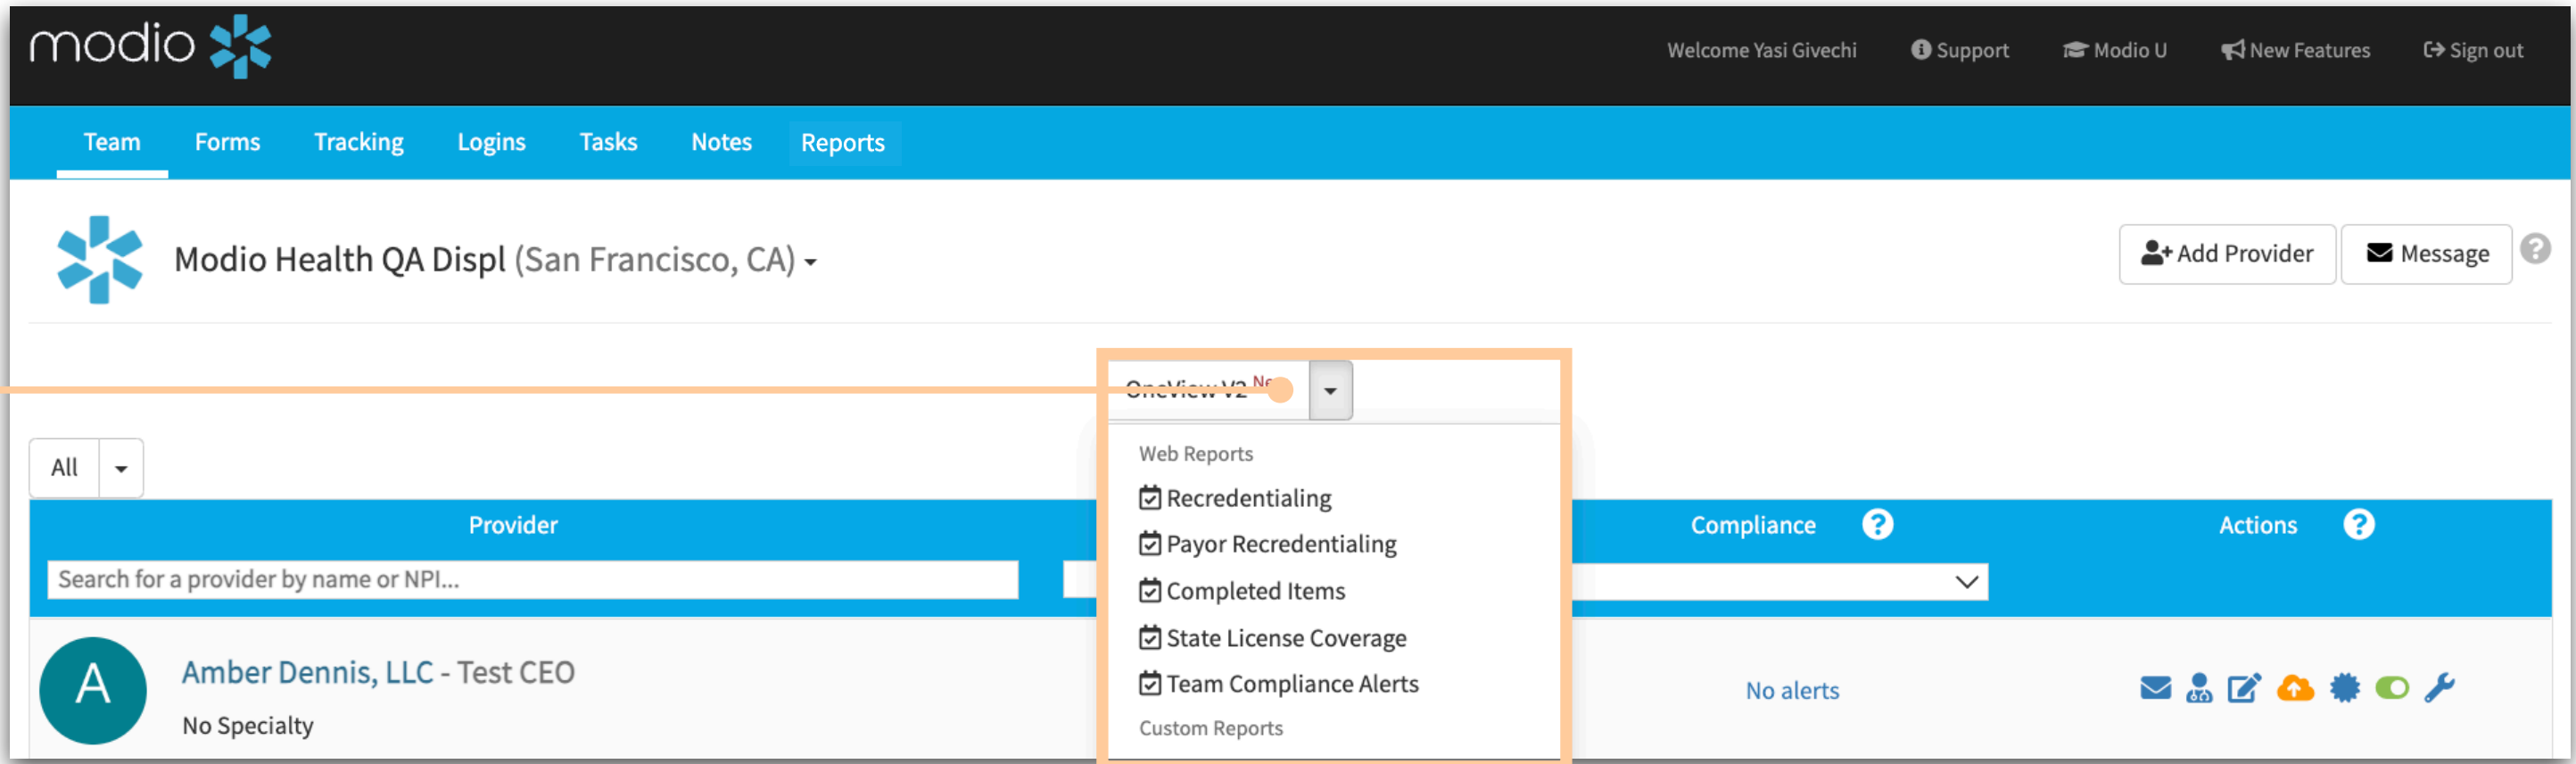 modio
Welcome Yasi Givechi Support Modio U New Features Sign out
Team Forms Tracking Logins Tasks Notes Reports
Modio Health QA Displ (San Francisco, CA)
Add Provider Message ?
OneView V2
All
Web Reports
Recredentialing
Payor Recredentialing
Completed Items
State License Coverage
Team Compliance Alerts
Custom Reports
Provider
Compliance ?
Actions ?
Search for a provider by name or NPI...
A
Amber Dennis, LLC - Test CEO
No Specialty
No alerts